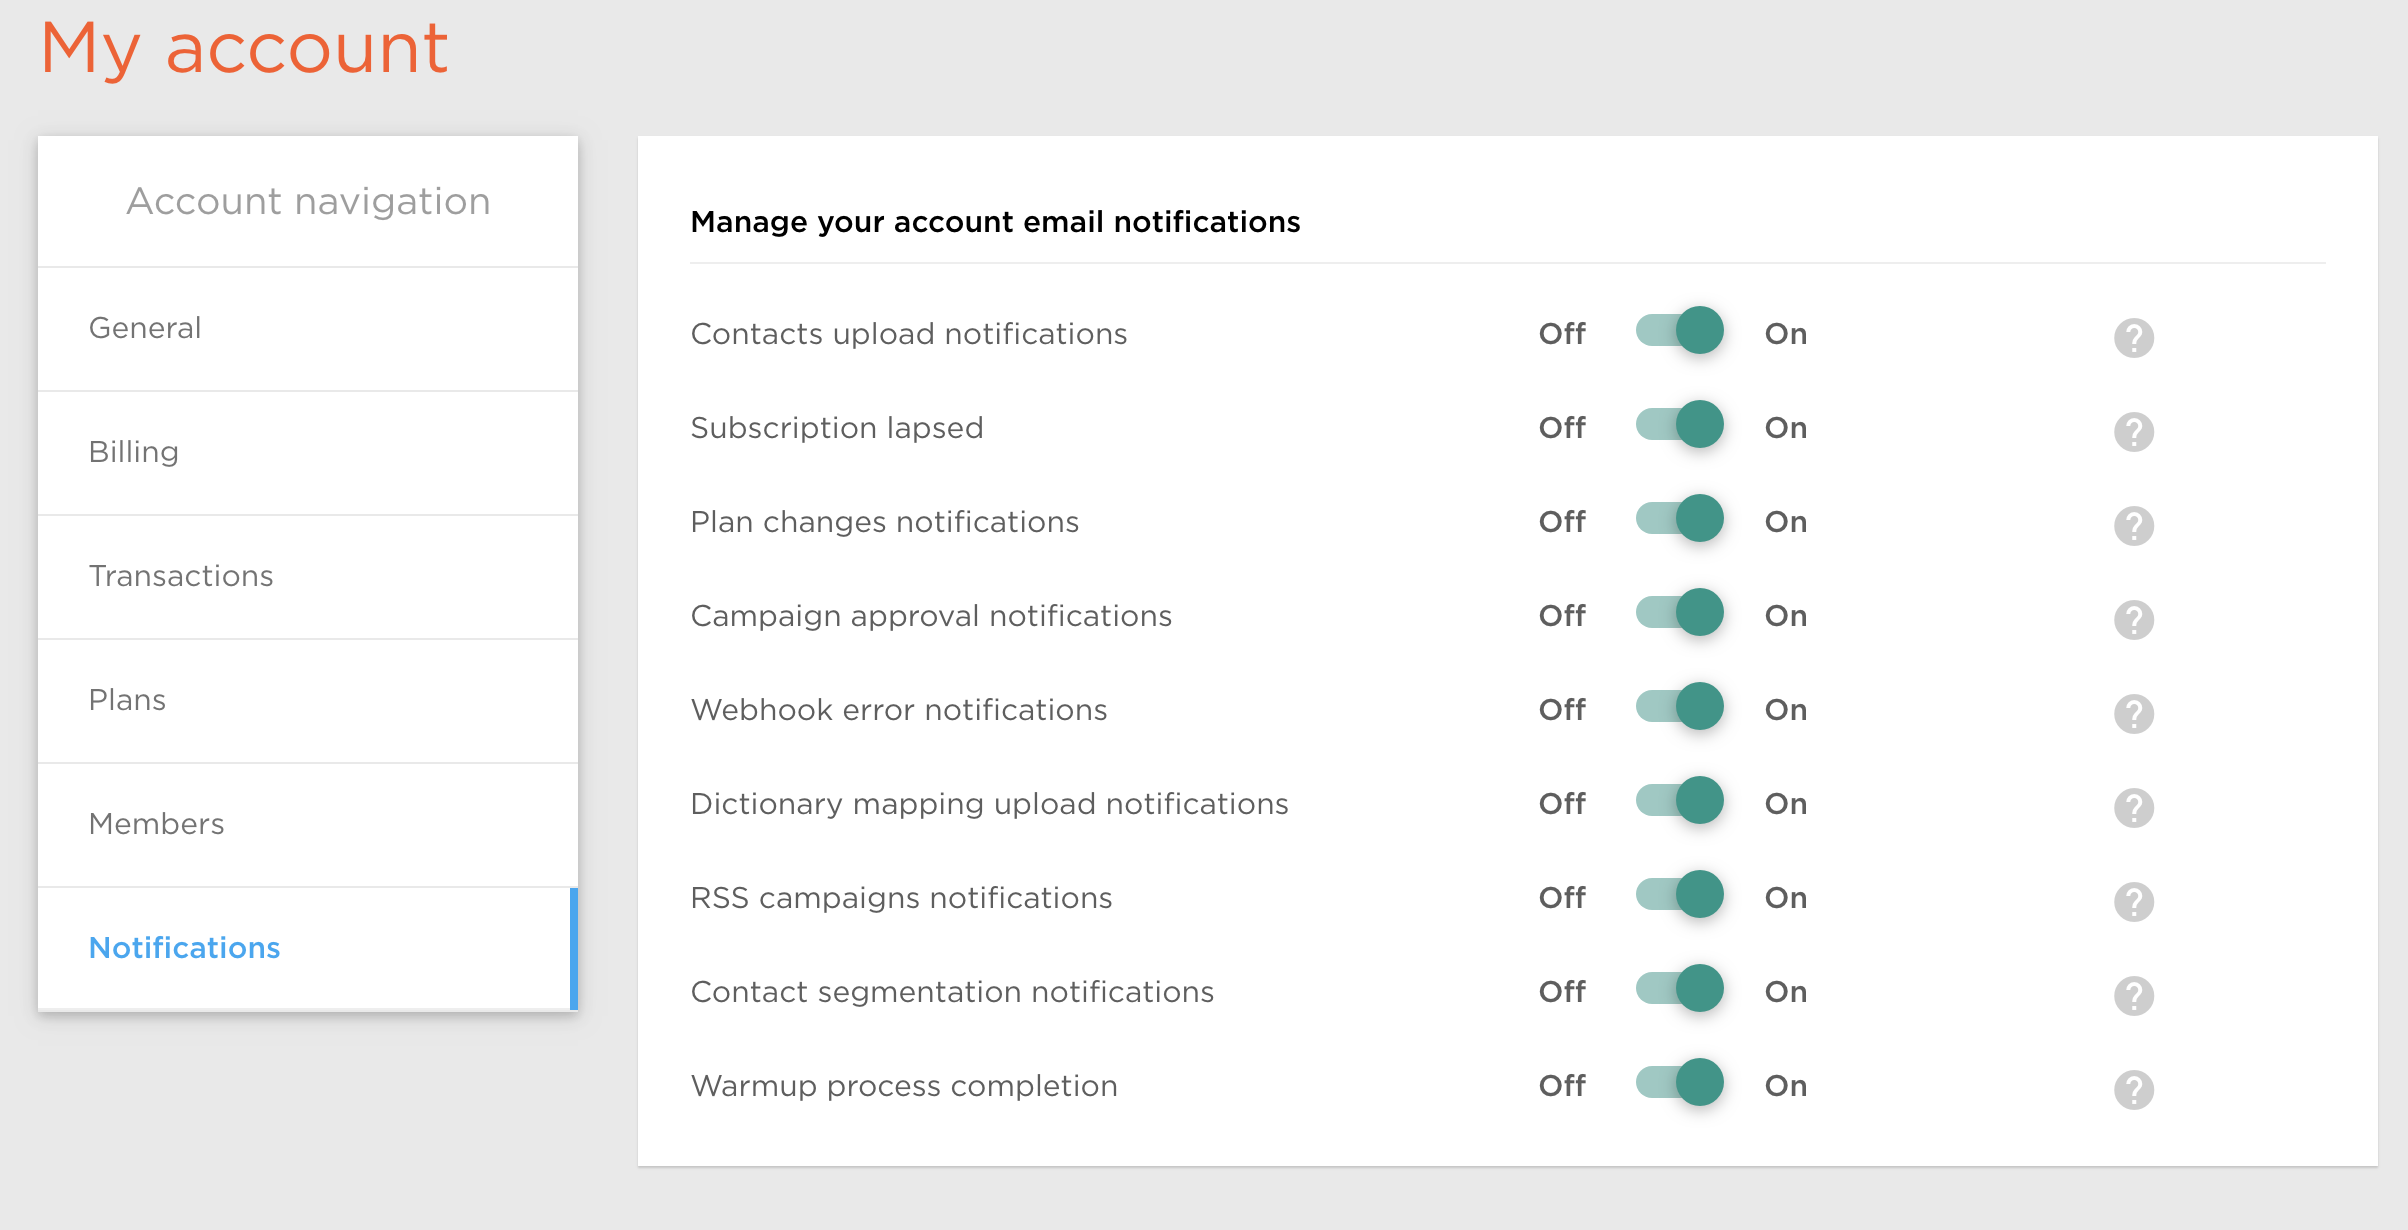 My account
Account navigation
General
Billing
Transactions
Plans
Members
Notifications
Manage your account email notifications
Contacts upload notifications Off On ?
Subscription lapsed Off On ?
Plan changes notifications Off On ?
Campaign approval notifications Off On ?
Webhook error notifications Off On ?
Dictionary mapping upload notifications Off On ?
RSS campaigns notifications Off On ?
Contact segmentation notifications Off On ?
Warmup process completion Off On ?